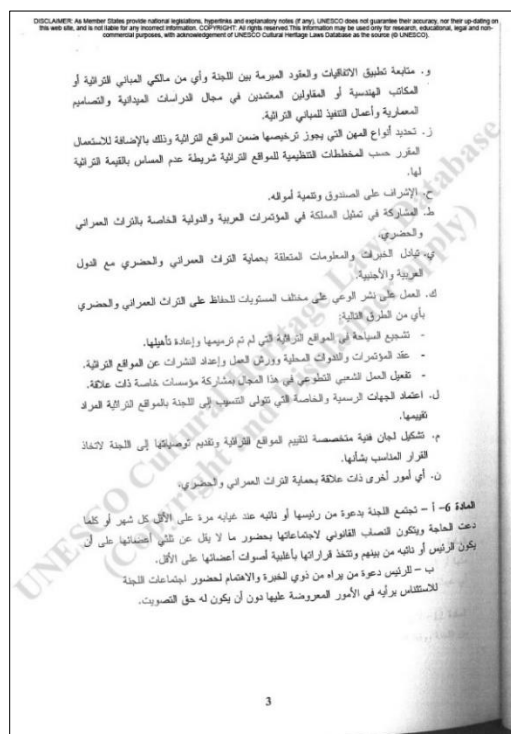 DISCLAIMER: As Member States provide national legislations, hyperlinks and explanatory notes (if any), UNESCO does not guarantee their accuracy, nor their up-dating on
this web site, and is not liable for any incorrect information. COPYRIGHT: All rights reserved.This information may be used only for research, educational, legal and non-
commercial purposes, with acknowledgement of UNESCO Cultural Heritage Laws Database as the source (© UNESCO).
و. متابعة تطبيق الاتفاقيات والعقود المبرمة بين اللجنة وأي من مالكي المباني التراثية أو
المكاتب الهندسية أو المقاولين المعتمدين في مجال الدراسات الميدانية والتصاميم
المعمارية وأعمال التنفيذ للمباني التراثية.
ز. تحديد أنواع المهن التي يجوز ترخيصها ضمن المواقع التراثية وذلك بالإضافة للاستعمال
المقرر حسب المخططات التنظيمية للمواقع التراثية شريطة عدم المساس بالقيمة التراثية
لها.
ح. الإشراف على الصندوق وتنمية أمواله.
ط. المشاركة في تمثيل المملكة في المؤتمرات العربية والدولية الخاصة بالتراث العمراني
والحضري.
ي. تبادل الخبرات والمعلومات المتعلقة بحماية التراث العمراني والحضري مع الدول
العربية والأجنبية.
ك. العمل على نشر الوعي على مختلف المستويات للحفاظ على التراث العمراني والحضري
بأي من الطرق التالية:
- تشجيع السياحة في المواقع التراثية التي تم ترميمها وإعادة تأهيلها.
- عقد المؤتمرات والندوات المحلية وورش العمل وإعداد النشرات عن المواقع التراثية.
- تفعيل العمل الشعبي التطوعي في هذا المجال بمشاركة مؤسسات خاصة ذات علاقة.
ل. اعتماد الجهات الرسمية والخاصة التي تتولى التنسيب إلى اللجنة بالمواقع التراثية المراد
تقييمها.
م. تشكيل لجان فنية متخصصة لتقييم المواقع التراثية وتقديم توصياتها إلى اللجنة لاتخاذ
القرار المناسب بشأنها.
ن. أي أمور أخرى ذات علاقة بحماية التراث العمراني والحضري.
المادة 6- أ - تجتمع اللجنة بدعوة من رئيسها أو نائبه عند غيابه مرة على الأقل كل شهر أو كلما
دعت الحاجة ويتكون النصاب القانوني لاجتماعاتها بحضور ما لا يقل عن ثلثي أعضائها على أن
يكون الرئيس أو نائبه من بينهم وتتخذ قراراتها بأغلبية أصوات أعضائها على الأقل.
ب - للرئيس دعوة من يراه من ذوي الخبرة والاهتمام لحضور اجتماعات اللجنة
للاستئناس برأيه في الأمور المعروضة عليها دون أن يكون له حق التصويت.
3
UNESCO Cultural Heritage Laws Database
(Copyright and Disclaimer apply)